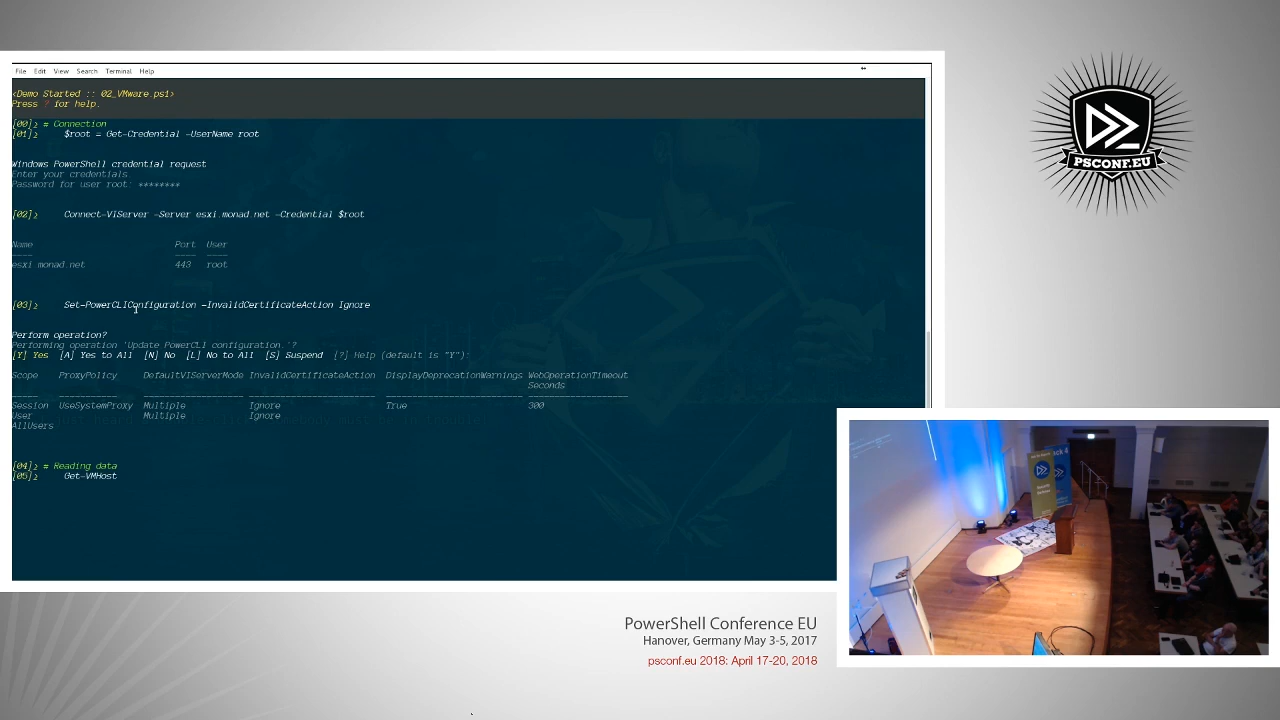 File Edit View Search Terminal Help
<Demo Started :: 02_VMware.ps1>
Press ? for help.
[00]≥ # Connection
[01]≥ $root = Get-Credential -UserName root
Windows PowerShell credential request
Enter your credentials
Password for user root: ********
[02]≥ Connect-VIServer -Server esxi.monad.net -Credential $root
Name Port User
---- ---- ----
esxi.monad.net 443 root
[03]≥ Set-PowerCLIConfiguration -InvalidCertificateAction Ignore
Perform operation?
Performing operation 'Update PowerCLI configuration.'?
[Y] Yes [A] Yes to All [N] No [L] No to All [S] Suspend [?] Help (default is "Y"):
Scope ProxyPolicy DefaultVIServerMode InvalidCertificateAction DisplayDeprecationWarnings WebOperationTimeout
Seconds
Session UseSystemProxy Multiple Ignore True 300
User Multiple Ignore
AllUsers
[04]≥ # Reading data
[05]≥ Get-VMHost
PSCONF.EU
PowerShell Conference EU
Hanover, Germany May 3-5, 2017
psconf.eu 2018: April 17-20, 2018